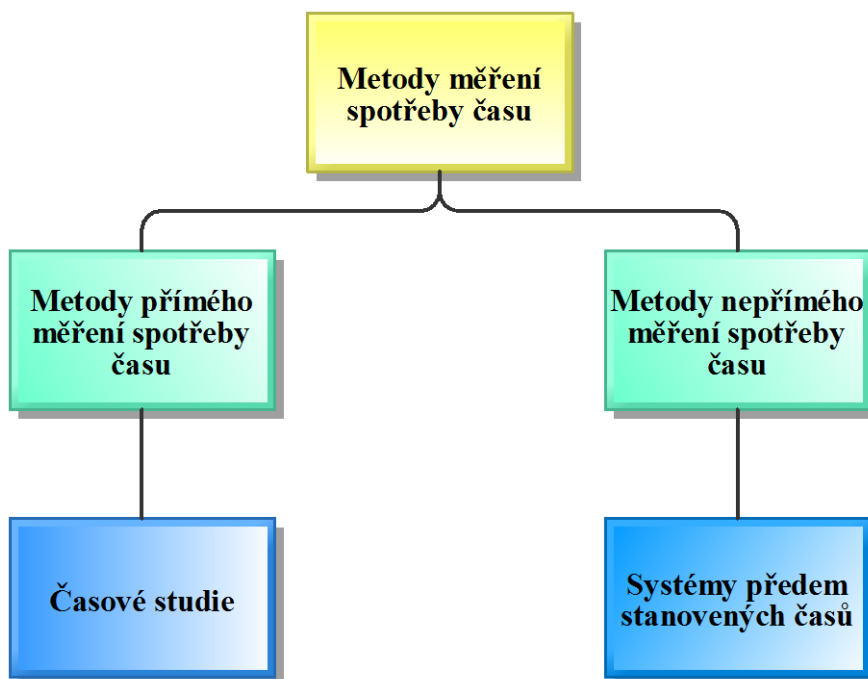 Metody měření
spotřeby času
Metody přímého
měření spotřeby
času
Metody nepřímého
měření spotřeby
času
Časové studie
Systémy předem
stanovených časů